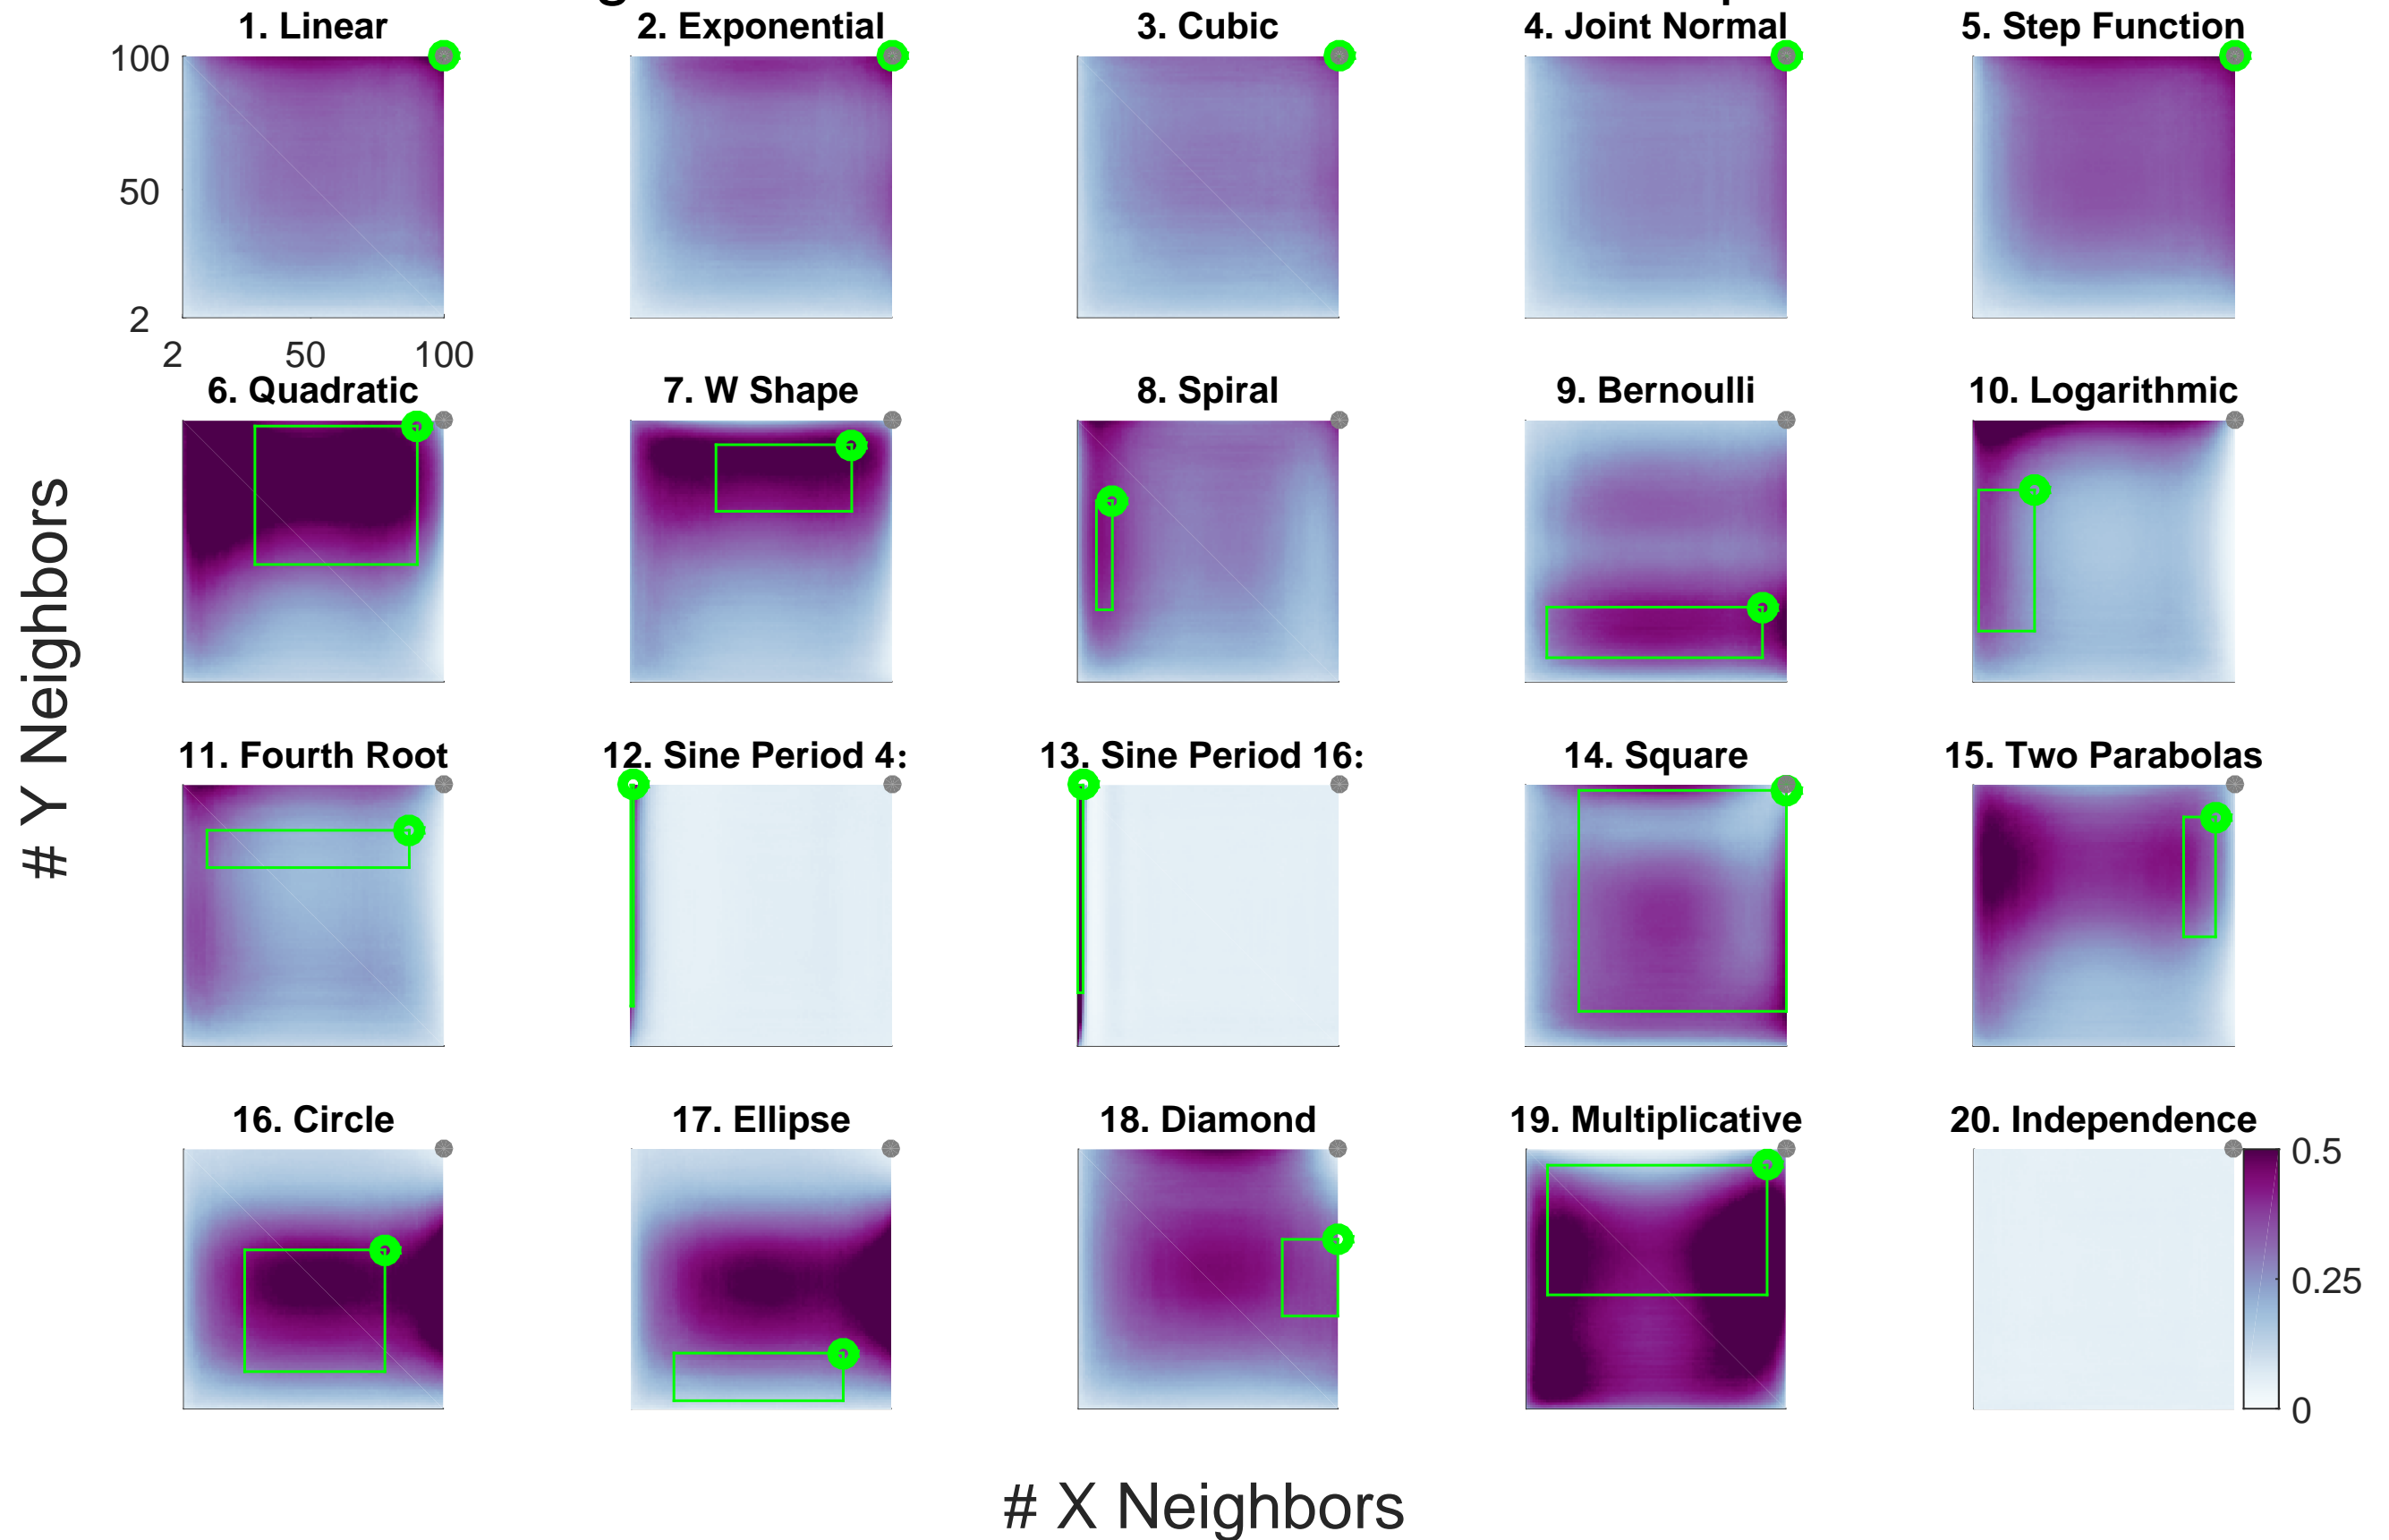 1. Linear
2. Exponential
3. Cubic
4. Joint Normal
5. Step Function
100
50
2
2
50
100
6. Quadratic
7. W Shape
8. Spiral
9. Bernoulli
10. Logarithmic
# Y Neighbors
11. Fourth Root
12. Sine Period 4:
13. Sine Period 16:
14. Square
15. Two Parabolas
16. Circle
17. Ellipse
18. Diamond
19. Multiplicative
20. Independence
0.5
0.25
0
# X Neighbors